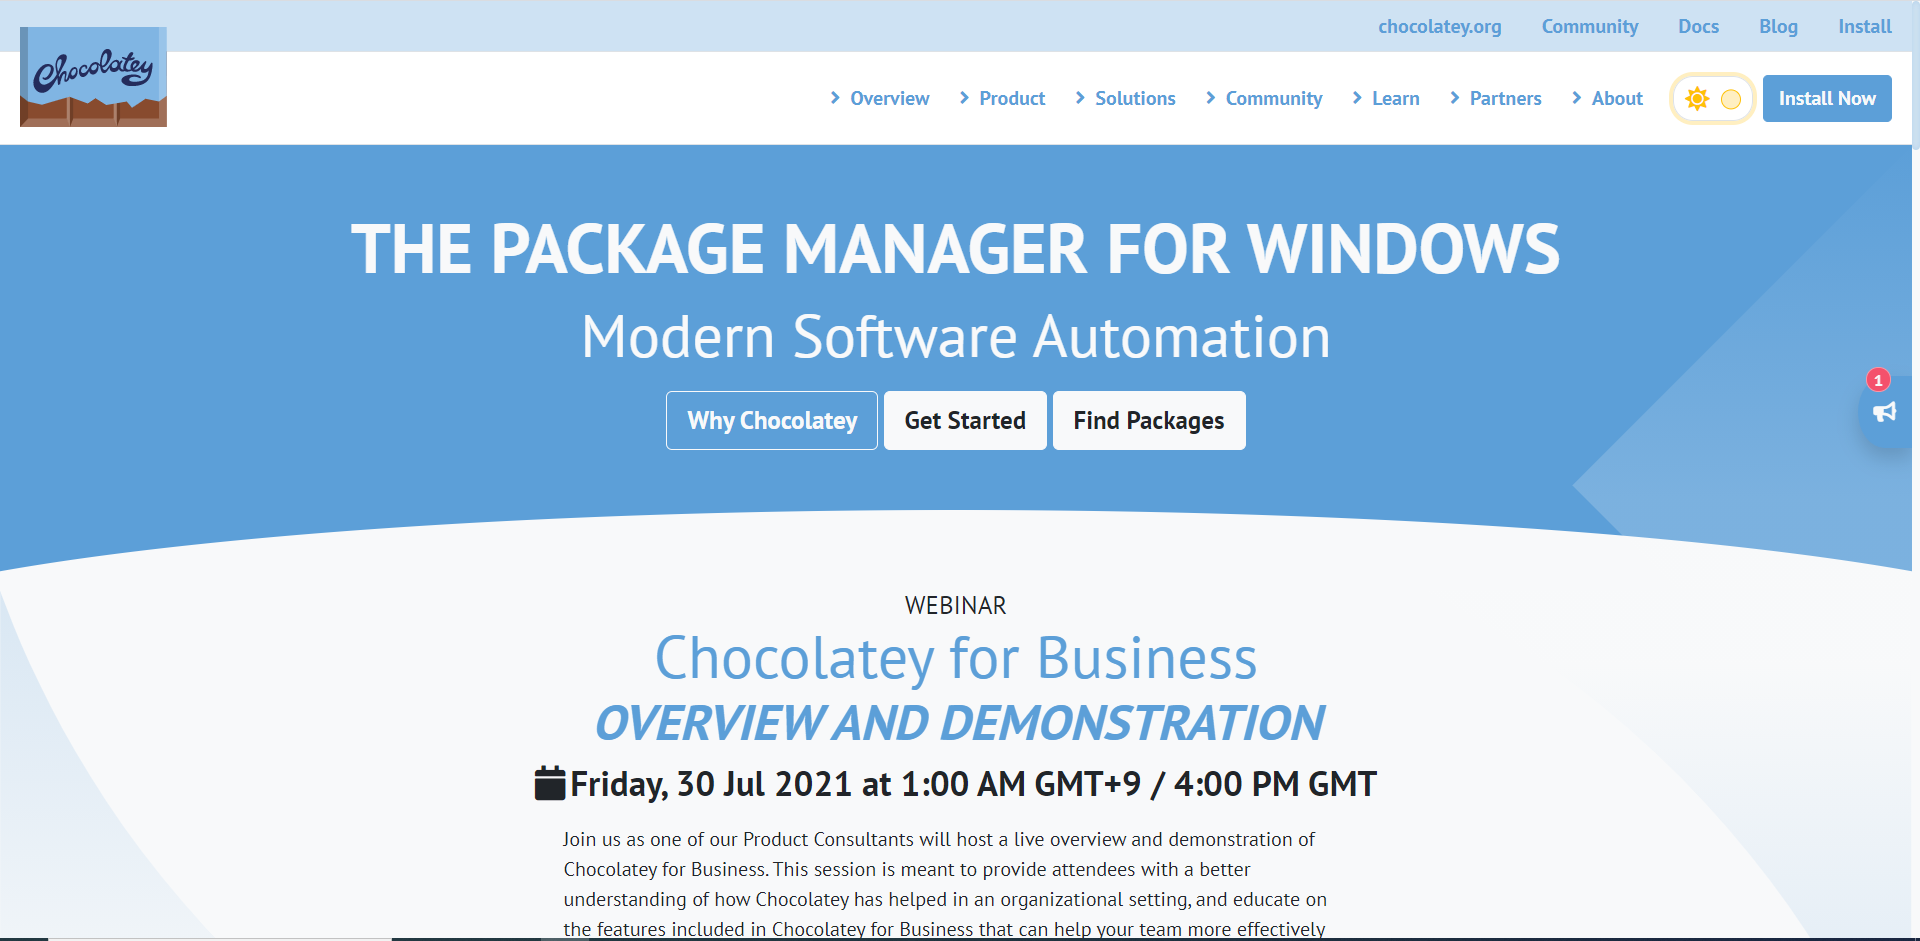 chocolatey.org Community Docs Blog Install
Chocolatey
Overview Product Solutions Community Learn Partners About Install Now
THE PACKAGE MANAGER FOR WINDOWS
Modern Software Automation
1
Why Chocolatey Get Started Find Packages
WEBINAR
Chocolatey for Business
OVERVIEW AND DEMONSTRATION
Friday, 30 Jul 2021 at 1:00 AM GMT+9 / 4:00 PM GMT
Join us as one of our Product Consultants will host a live overview and demonstration of
Chocolatey for Business. This session is meant to provide attendees with a better
understanding of how Chocolatey has helped in an organizational setting, and educate on
the features included in Chocolatey for Business that can help your team more effectively